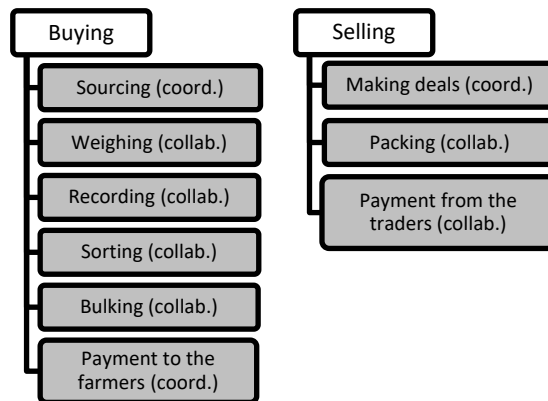 Buying
Sourcing (coord.)
Weighing (collab.)
Recording (collab.)
Sorting (collab.)
Bulking (collab.)
Payment to the
farmers (coord.)
Selling
Making deals (coord.)
Packing (collab.)
Payment from the
traders (collab.)